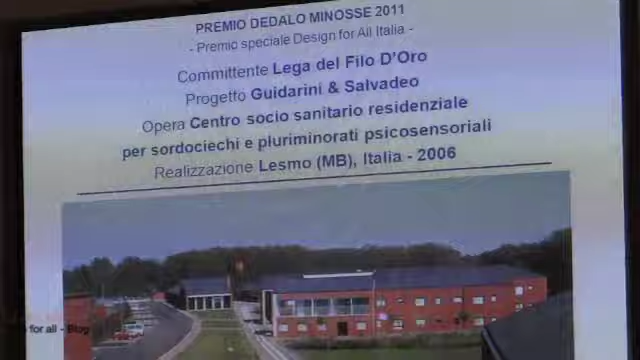 PREMIO DEDALO MINOSSE 2011
- Premio speciale Design for All Italia -
Committente Lega del Filo D'Oro
Progetto Guidarini & Salvadeo
Opera Centro socio sanitario residenziale
per sordociechi e pluriminorati psicosensoriali
Realizzazione Lesmo (MB), Italia - 2006
for all - Blog